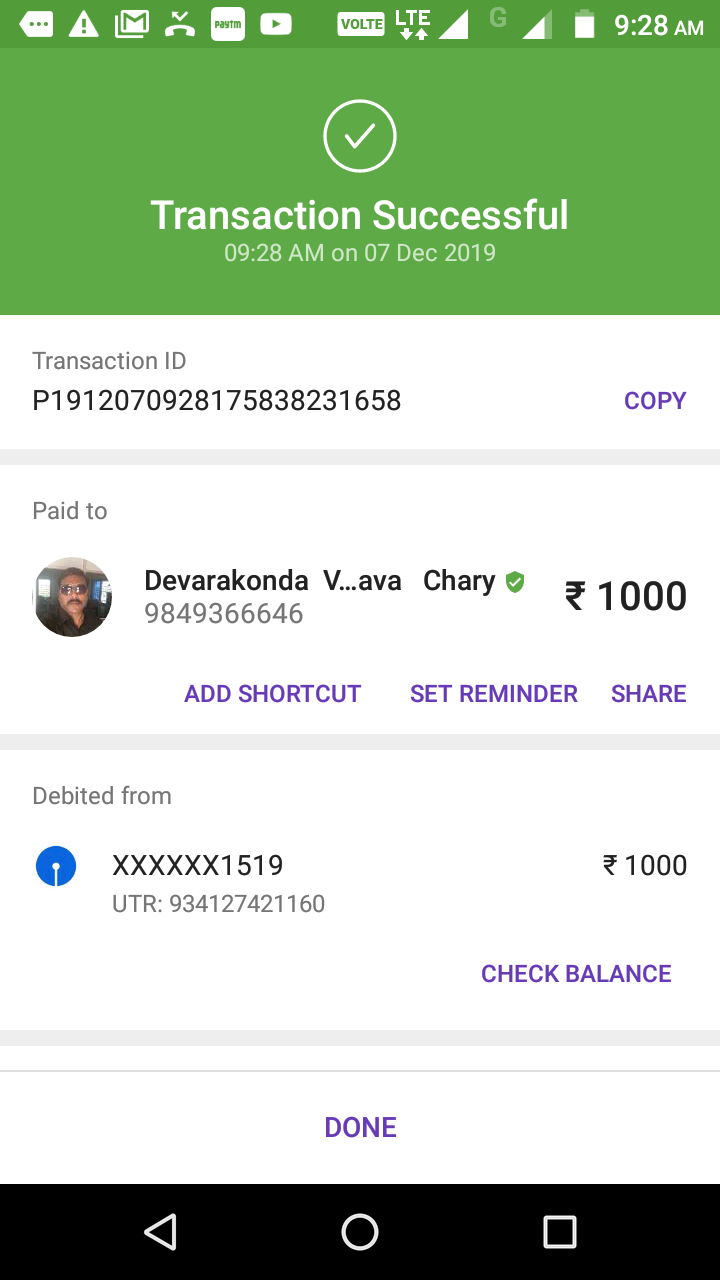 VOLTE LTE G 9:28 AM
paytm
Transaction Successful
09:28 AM on 07 Dec 2019
Transaction ID
P1912070928175838231658 COPY
Paid to
Devarakonda V...ava Chary ₹ 1000
9849366646
ADD SHORTCUT SET REMINDER SHARE
Debited from
XXXXXX1519 ₹ 1000
UTR: 934127421160
CHECK BALANCE
DONE